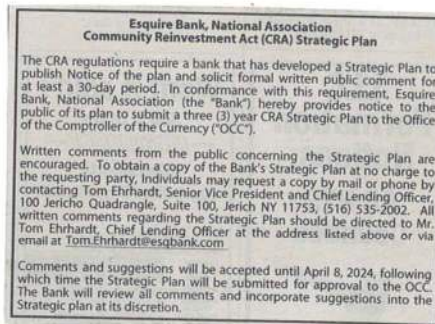 Esquire Bank, National Association
Community Reinvestment Act (CRA) Strategic Plan
The CRA regulations require a bank that has developed a Strategic Plan to
publish Notice of the plan and solicit formal written public comment for
at least a 30-day period. In conformance with this requirement, Esquire
Bank, National Association (the "Bank") hereby provides notice to the
public of its plan to submit a three (3) year CRA Strategic Plan to the Office
of the Comptroller of the Currency ("OCC").
Written comments from the public concerning the Strategic Plan are
encouraged. To obtain a copy of the Bank's Strategic Plan at no charge to
the requesting party, Individuals may request a copy by mail or phone by
contacting Tom Ehrhardt, Senior Vice President and Chief Lending Officer,
100 Jericho Quadrangle, Suite 100, Jerich NY 11753, (516) 535-2002. All
written comments regarding the Strategic Plan should be directed to Mr.
Tom Ehrhardt, Chief Lending Officer at the address listed above or via
email at Tom.Ehrhardt@esqbank.com
Comments and suggestions will be accepted until April 8, 2024, following
which time the Strategic Plan will be submitted for approval to the OCC.
The Bank will review all comments and incorporate suggestions into the
Strategic plan at its discretion.